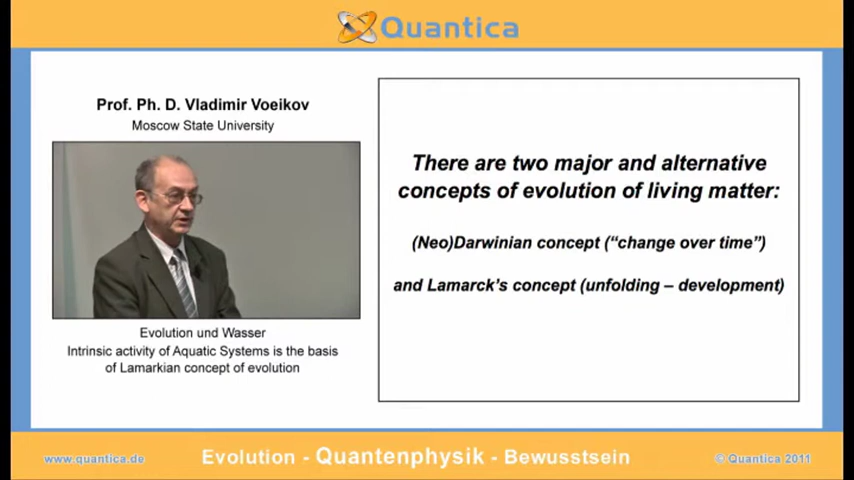 Quantica
Prof. Ph. D. Vladimir Voeikov
Moscow State University
Evolution und Wasser
Intrinsic activity of Aquatic Systems is the basis
of Lamarkian concept of evolution
There are two major and alternative
concepts of evolution of living matter:
(Neo)Darwinian concept (“change over time”)
and Lamarck’s concept (unfolding – development)
www.quantica.de
Evolution - Quantenphysik - Bewusstsein
© Quantica 2011